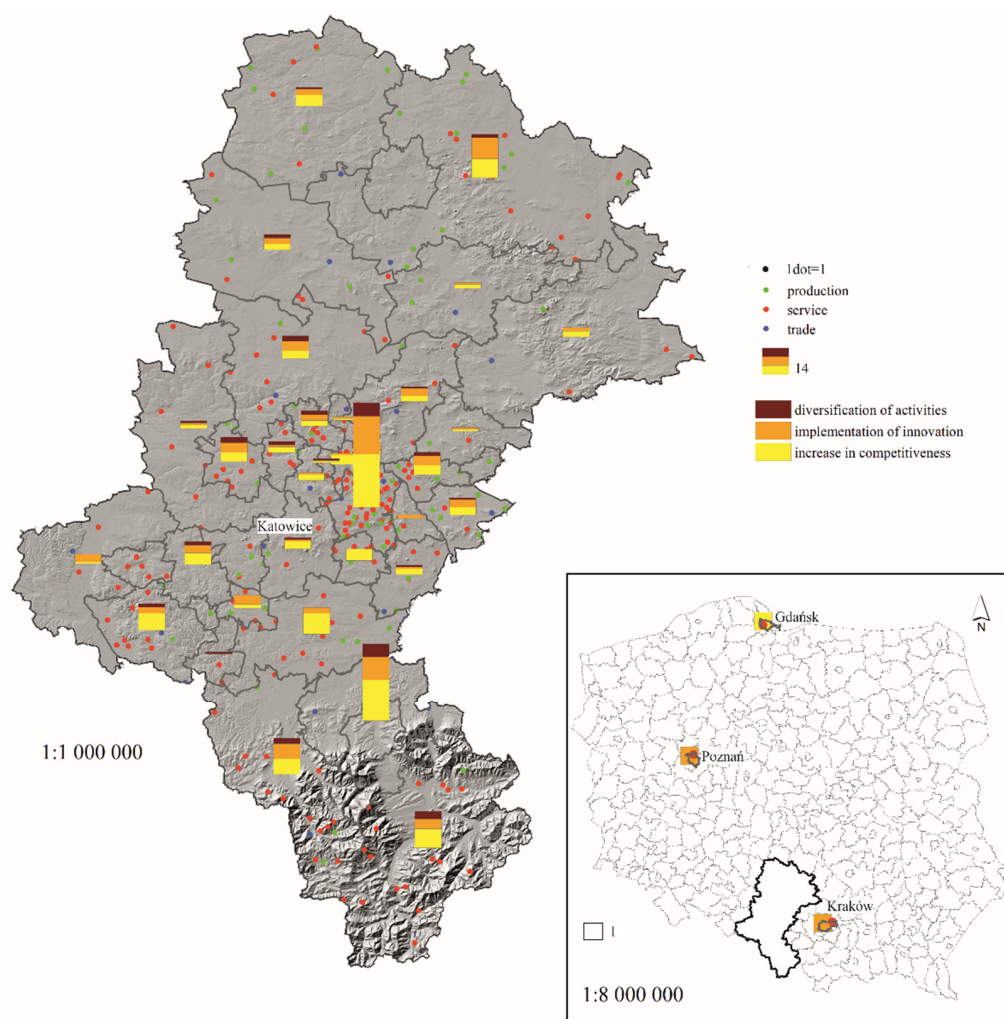 1dot=1
production
service
trade
14
diversification of activities
implementation of innovation
increase in competitiveness
Katowice
1:1 000 000
Gdańsk
N
Poznań
Kraków
1
1:8 000 000